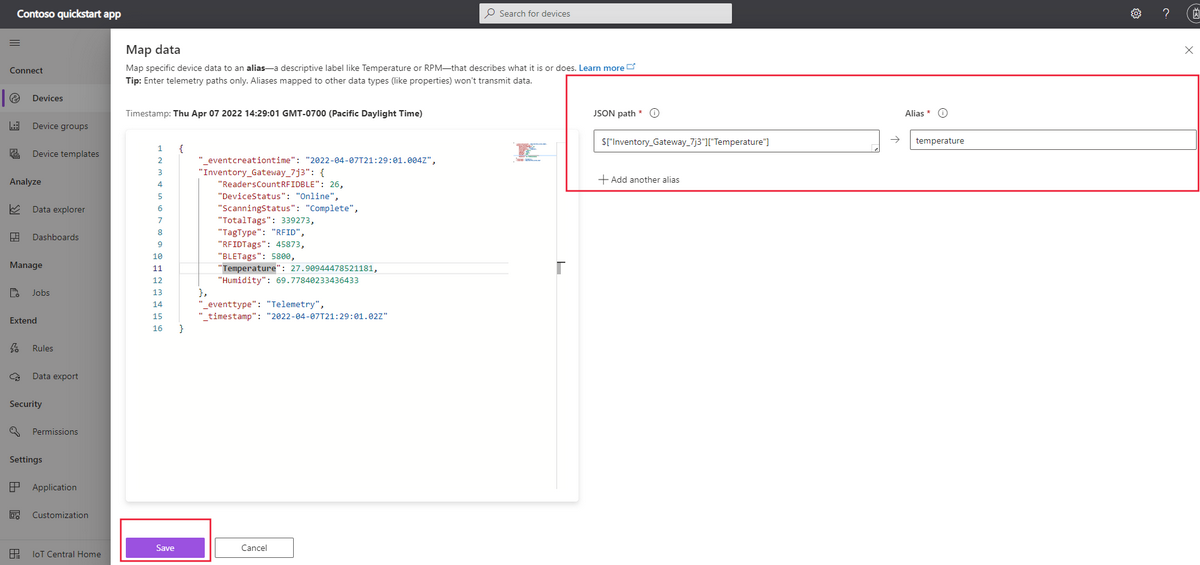 Contoso quickstart app
Search for devices
Connect
Devices
Device groups
Device templates
Analyze
Data explorer
Dashboards
Manage
Jobs
Extend
Rules
Data export
Security
Permissions
Settings
Application
Customization
IoT Central Home
Map data
Map specific device data to an alias—a descriptive label like Temperature or RPM—that describes what it is or does. Learn more
Tip: Enter telemetry paths only. Aliases mapped to other data types (like properties) won't transmit data.
Timestamp: Thu Apr 07 2022 14:29:01 GMT-0700 (Pacific Daylight Time)
1 {
2 "_eventcreationtime": "2022-04-07T21:29:01.004Z",
3 "Inventory_Gateway_7j3": {
4 "ReadersCountRFIDBLE": 26,
5 "DeviceStatus": "Online",
6 "ScanningStatus": "Complete",
7 "TotalTags": 339273,
8 "TagType": "RFID",
9 "RFIDTags": 45873,
10 "BLETags": 5800,
11 "Temperature": 27.90944478521181,
12 "Humidity": 69.77840233436433
13 },
14 "_eventtype": "Telemetry",
15 "_timestamp": "2022-04-07T21:29:01.02Z"
16 }
JSON path *
Alias *
$["Inventory_Gateway_7j3"]["Temperature"]
temperature
+ Add another alias
Save
Cancel